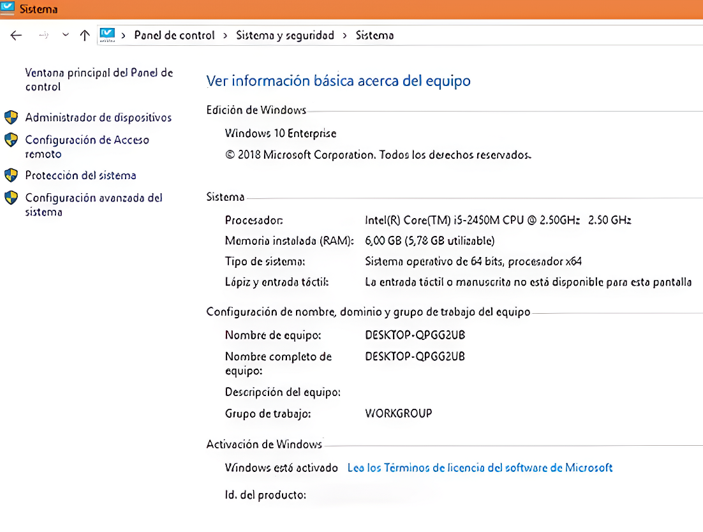 Sistema
Panel de control > Sistema y seguridad > Sistema
Ventana principal del Panel de
control
Administrador de dispositivos
Configuración de Acceso
remoto
Protección del sistema
Configuración avanzada del
sistema
Ver información básica acerca del equipo
Edición de Windows
Windows 10 Enterprise
© 2018 Microsoft Corporation. Todos los derechos reservados.
Sistema
Procesador: Intel(R) Core(TM) i5-2450M CPU @ 2.50GHz 2.50 GHz
Memoria instalada (RAM): 6,00 GB (5,78 GB utilizable)
Tipo de sistema: Sistema operativo de 64 bits, procesador x64
Lápiz y entrada táctil: La entrada táctil o manuscrita no está disponible para esta pantalla
Configuración de nombre, dominio y grupo de trabajo del equipo
Nombre de equipo: DESKTOP-QPGG2UB
Nombre completo de DESKTOP-QPGG2UB
equipo:
Descripción del equipo:
Grupo de trabajo: WORKGROUP
Activación de Windows
Windows está activado Lea los Términos de licencia del software de Microsoft
Id. del producto: